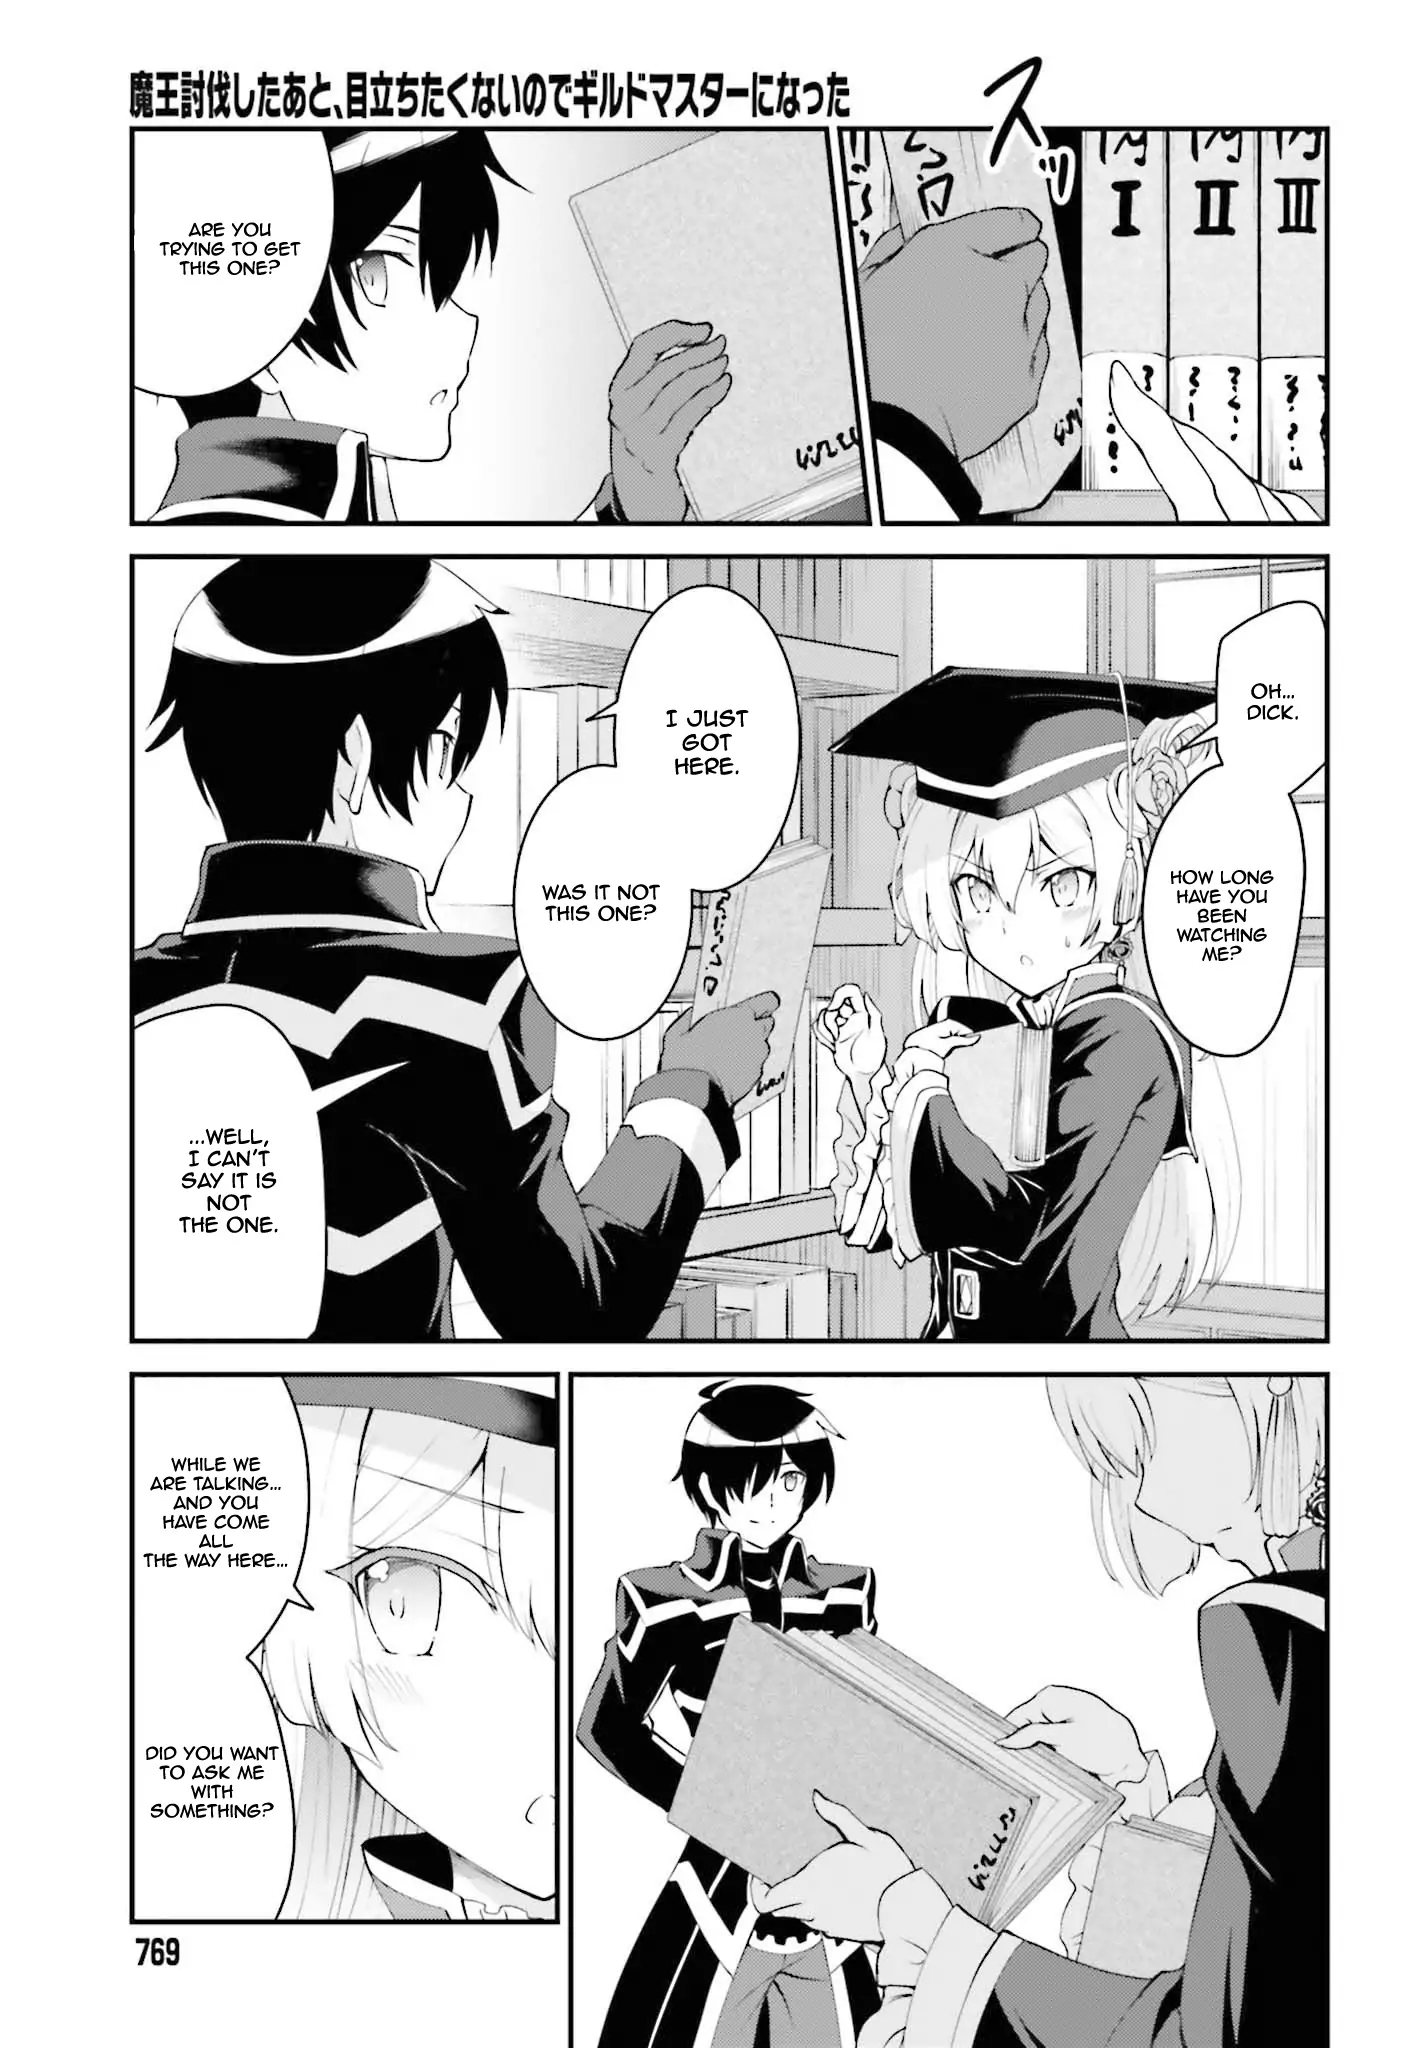 魔王討伐したあと、目立ちたくないのでギルドマスターになった
スッ
I
II
III
ARE YOU
TRYING TO GET
THIS ONE?
OH...
DICK.
HOW LONG
HAVE YOU
BEEN
WATCHING
ME?
I JUST
GOT
HERE.
WAS IT NOT
THIS ONE?
...WELL,
I CAN'T
SAY IT IS
NOT
THE ONE.
WHILE WE
ARE TALKING...
AND YOU
HAVE COME
ALL
THE WAY HERE...
DID YOU WANT
TO ASK ME
WITH
SOMETHING?
769